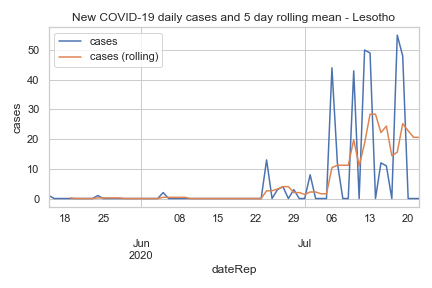 New COVID-19 daily cases and 5 day rolling mean - Lesotho
cases
cases (rolling)
50
40
30
20
10
0
cases
18 25 08 15 22 29 06 13 20
Jun Jul
2020
dateRep